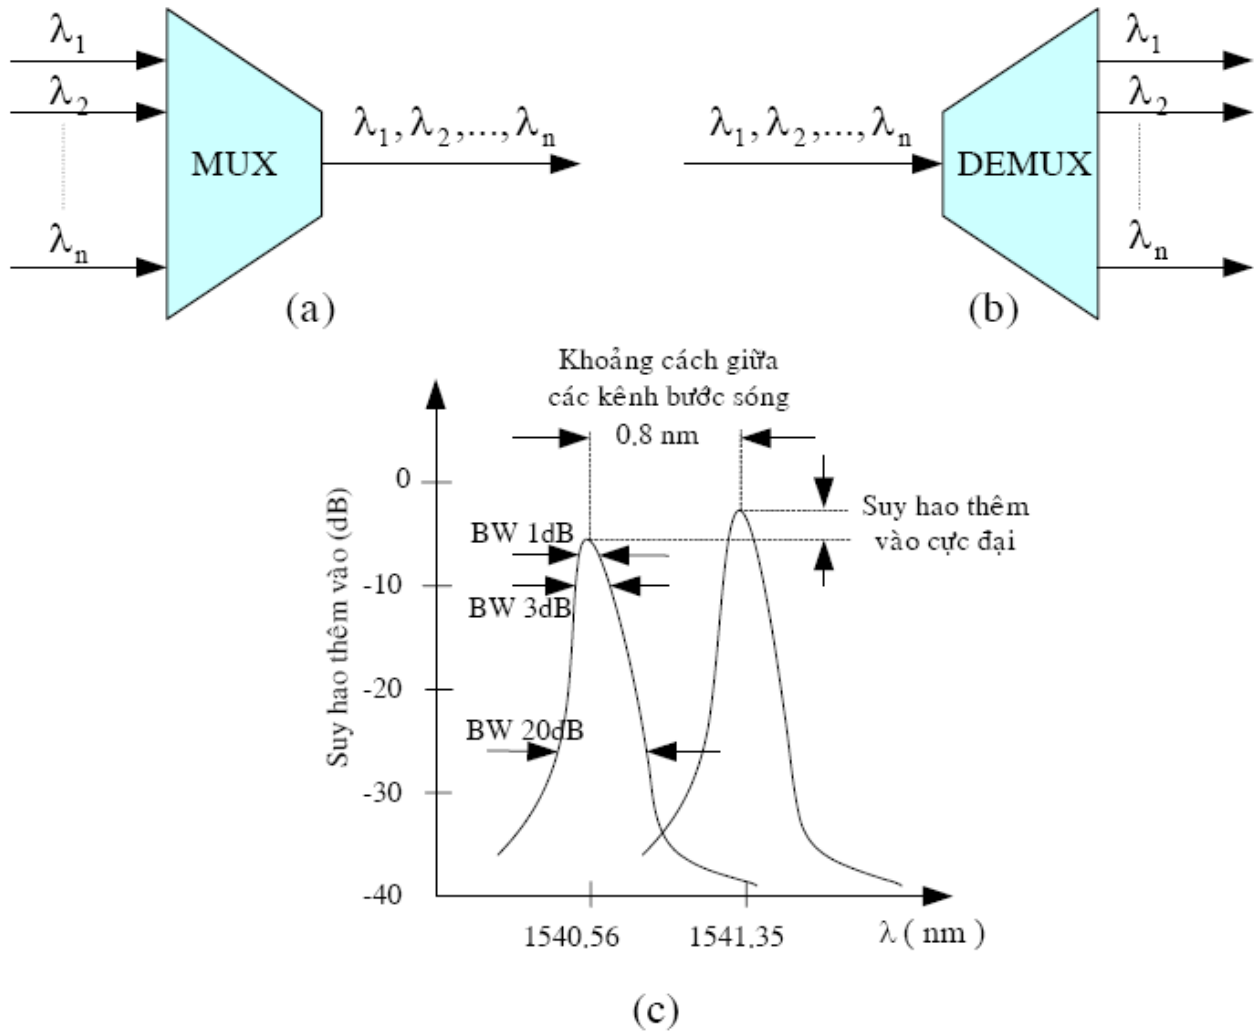 λ1
λ2
λn
MUX
λ1, λ2 ,..., λn
(a)
λ1, λ2 ,..., λn
DEMUX
λ1
λ2
λn
(b)
Khoảng cách giữa
các kênh bước sóng
0.8 nm
Suy hao thêm vào (dB)
0
-10
-20
-30
-40
BW 1dB
BW 3dB
BW 20dB
Suy hao thêm
vào cực đại
1540.56
1541.35
λ ( nm )
(c)